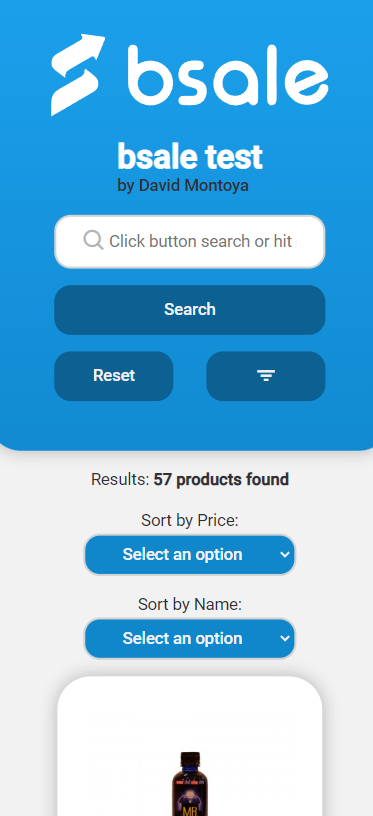 bsale
bsale test
by David Montoya
Click button search or hit
Search
Reset
Results: 57 products found
Sort by Price:
Select an option
Sort by Name:
Select an option
MR